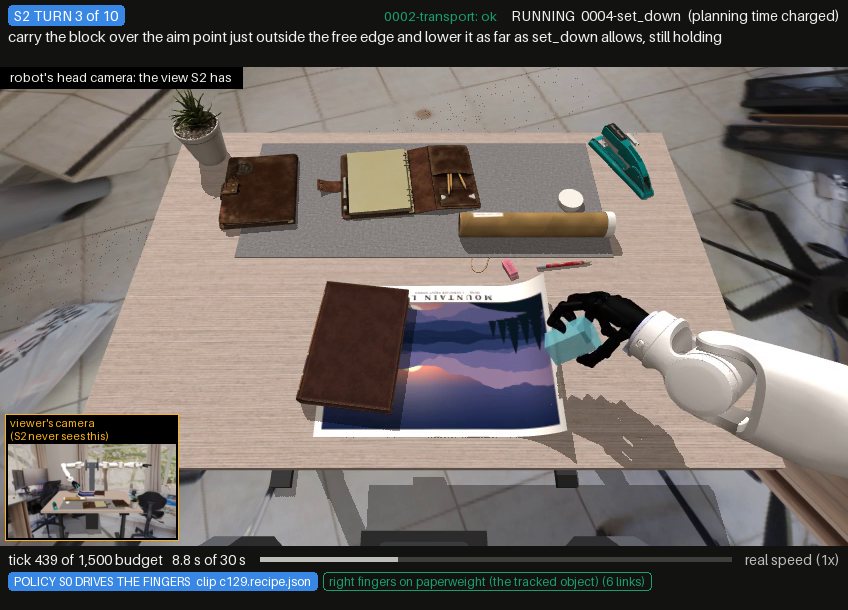 S2 TURN 3 of 10
0002-transport: ok RUNNING 0004-set_down (planning time charged)
carry the block over the aim point just outside the free edge and lower it as far as set_down allows, still holding
robot's head camera: the view S2 has
MOUNTAIN L
viewer's camera
(S2 never sees this)
tick 439 of 1,500 budget 8.8 s of 30 s
real speed (1x)
POLICY S0 DRIVES THE FINGERS clip c129.recipe.json
right fingers on paperweight (the tracked object) (6 links)